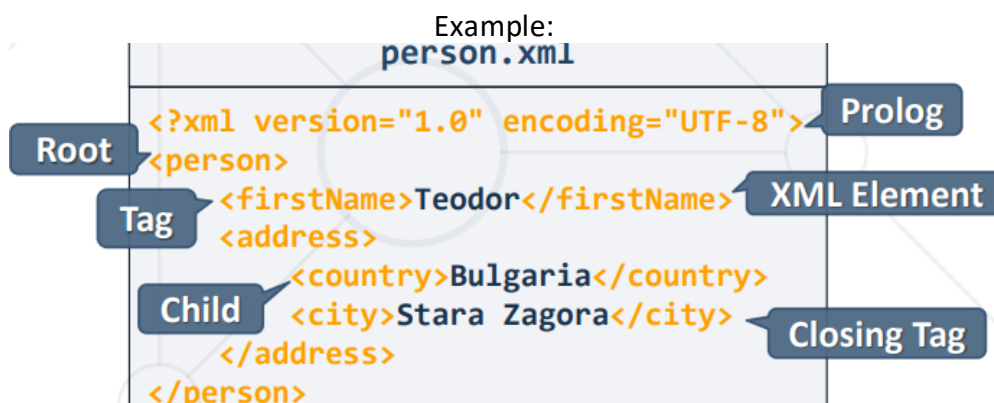 Example:
person.xml
<?xml version="1.0" encoding="UTF-8">
Prolog
Root
<person>
Tag
<firstName>Teodor</firstName>
XML Element
<address>
<country>Bulgaria</country>
Child
<city>Stara Zagora</city>
Closing Tag
</address>
</person>